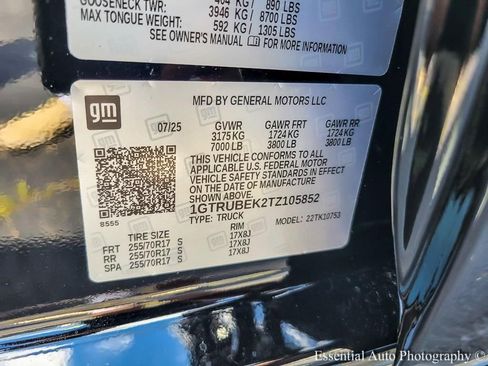 GOOSENECK TWR: 3946 KG/ 8700 LBS
MAX TONGUE WEIGHT: 592 KG/ 1305 LBS
SEE OWNER'S MANUAL FOR MORE INFORMATION
gm
MFD BY GENERAL MOTORS LLC
07/25 GVWR GAWR FRT GAWR RR
3175 KG 1724 KG 1724 KG
7000 LB 3800 LB 3800 LB
THIS VEHICLE CONFORMS TO ALL
APPLICABLE U.S. FEDERAL MOTOR
VEHICLE SAFETY STANDARDS IN EFFECT
ON THE DATE OF MANUFACTURE
SHOWN ABOVE.
1GTRUBEK2TZ105852
8555
TYPE: TRUCK
MODEL: 22TK10753
TIRE SIZE RIM
FRT 255/70R17 S 17X8J
RR 255/70R17 S 17X8J
SPA 255/70R17 S 17X8J
Essential Auto Photography ©